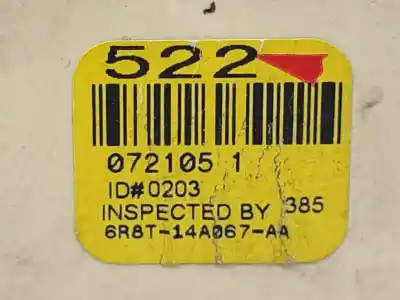 522
072105 1
ID#0203
INSPECTED BY 385
6R8T-14A067-AA